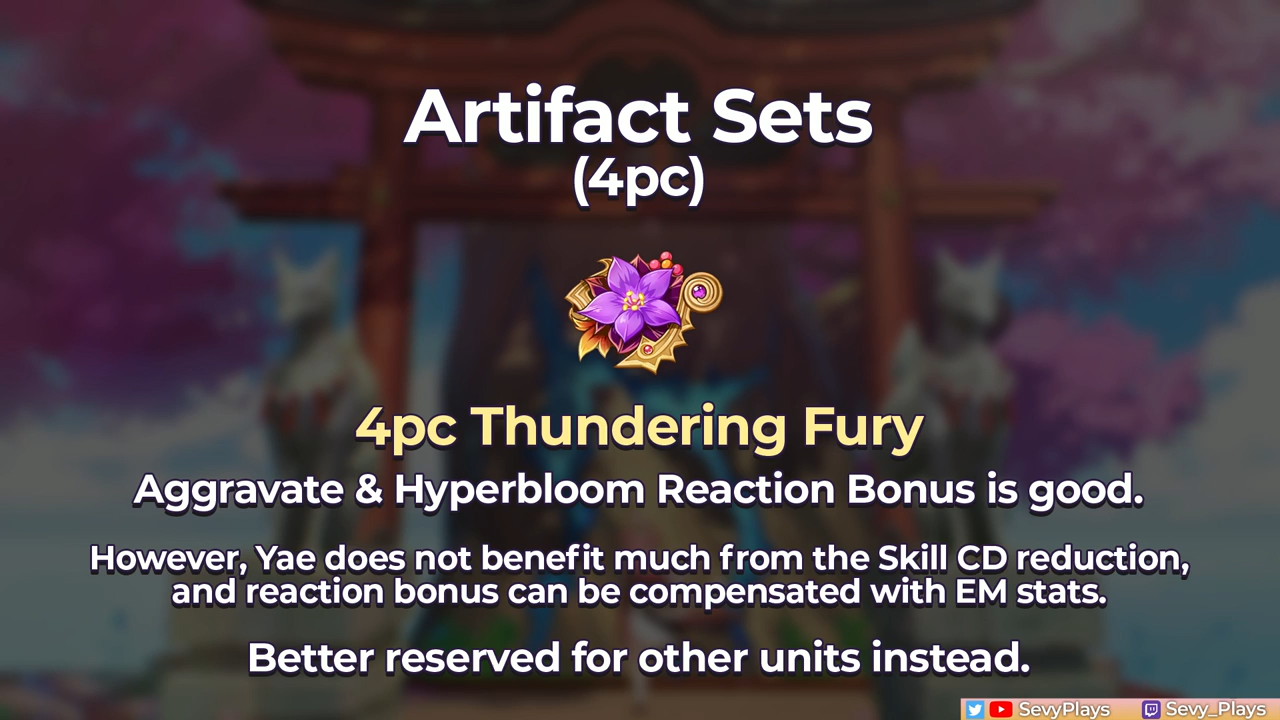 Artifact Sets
(4pc)
4pc Thundering Fury
Aggravate & Hyperbloom Reaction Bonus is good.
However, Yae does not benefit much from the Skill CD reduction,
and reaction bonus can be compensated with EM stats.
Better reserved for other units instead.
SevyPlays Sevy_Plays